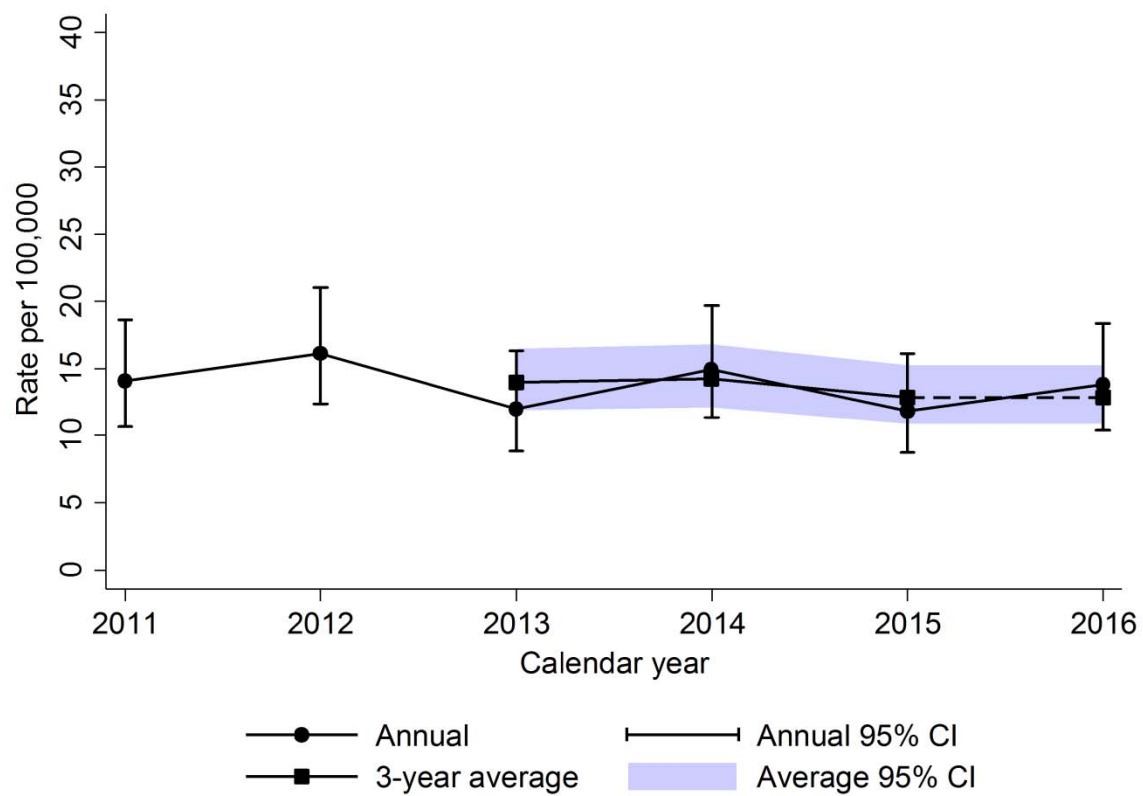 40
35
30
25
20
15
10
5
0
Rate per 100,000
2011 2012 2013 2014 2015 2016
Calendar year
Annual Annual 95% CI
3-year average Average 95% CI